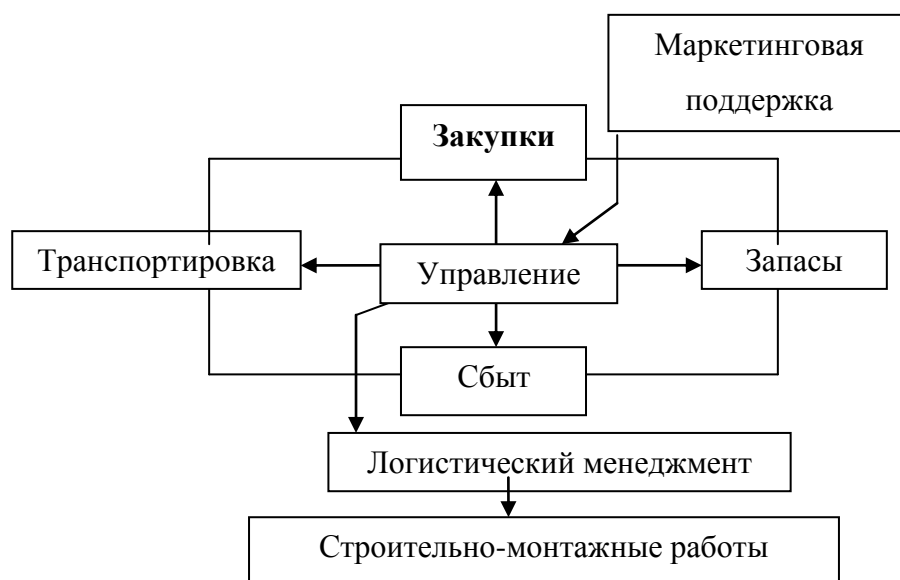 Маркетинговая
поддержка
Закупки
Транспортировка
Управление
Запасы
Сбыт
Логистический менеджмент
Строительно-монтажные работы